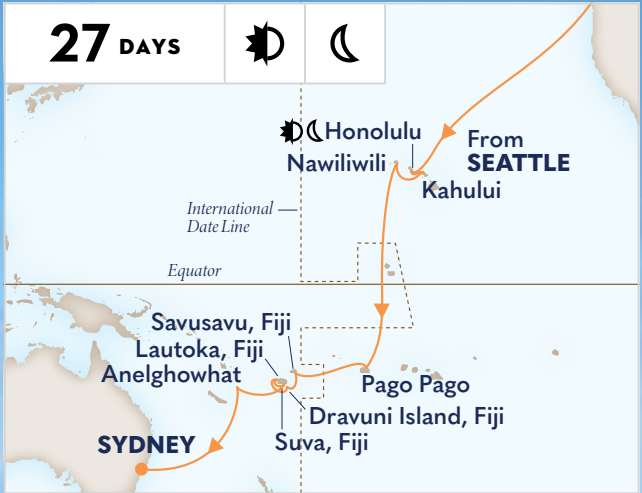 27 DAYS
Honolulu
From
SEATTLE
Nawiliwili
Kahului
International
Date Line
Equator
Savusavu, Fiji
Lautoka, Fiji
Anelghowhat
Pago Pago
Dravuni Island, Fiji
Suva, Fiji
SYDNEY